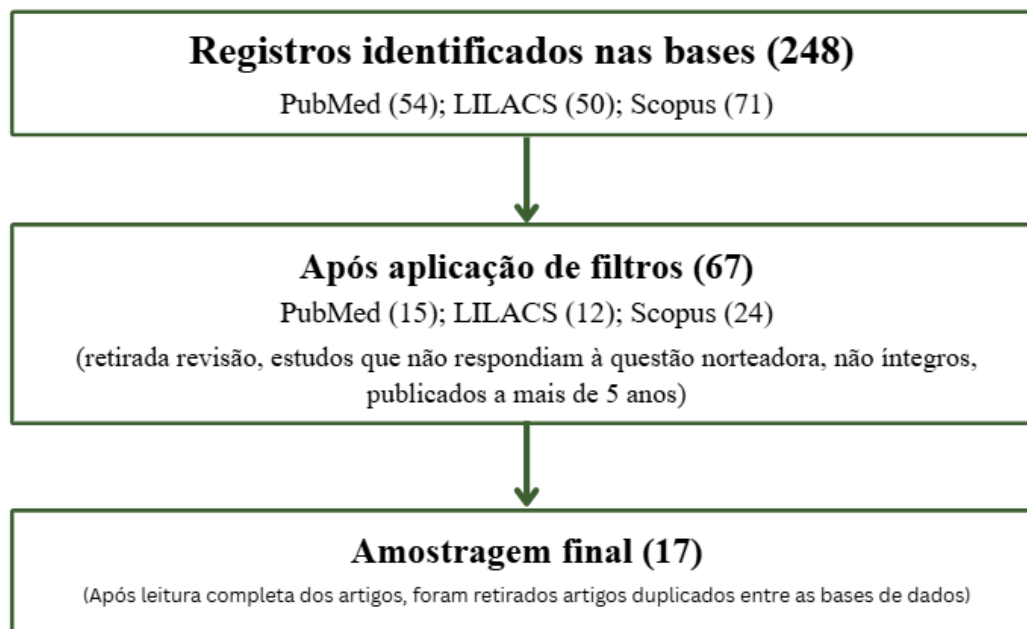 Registros identificados nas bases (248)
PubMed (54); LILACS (50); Scopus (71)
Após aplicação de filtros (67)
PubMed (15); LILACS (12); Scopus (24)
(retirada revisão, estudos que não respondiam à questão norteadora, não íntegros,
publicados a mais de 5 anos)
Amostragem final (17)
(Após leitura completa dos artigos, foram retirados artigos duplicados entre as bases de dados)